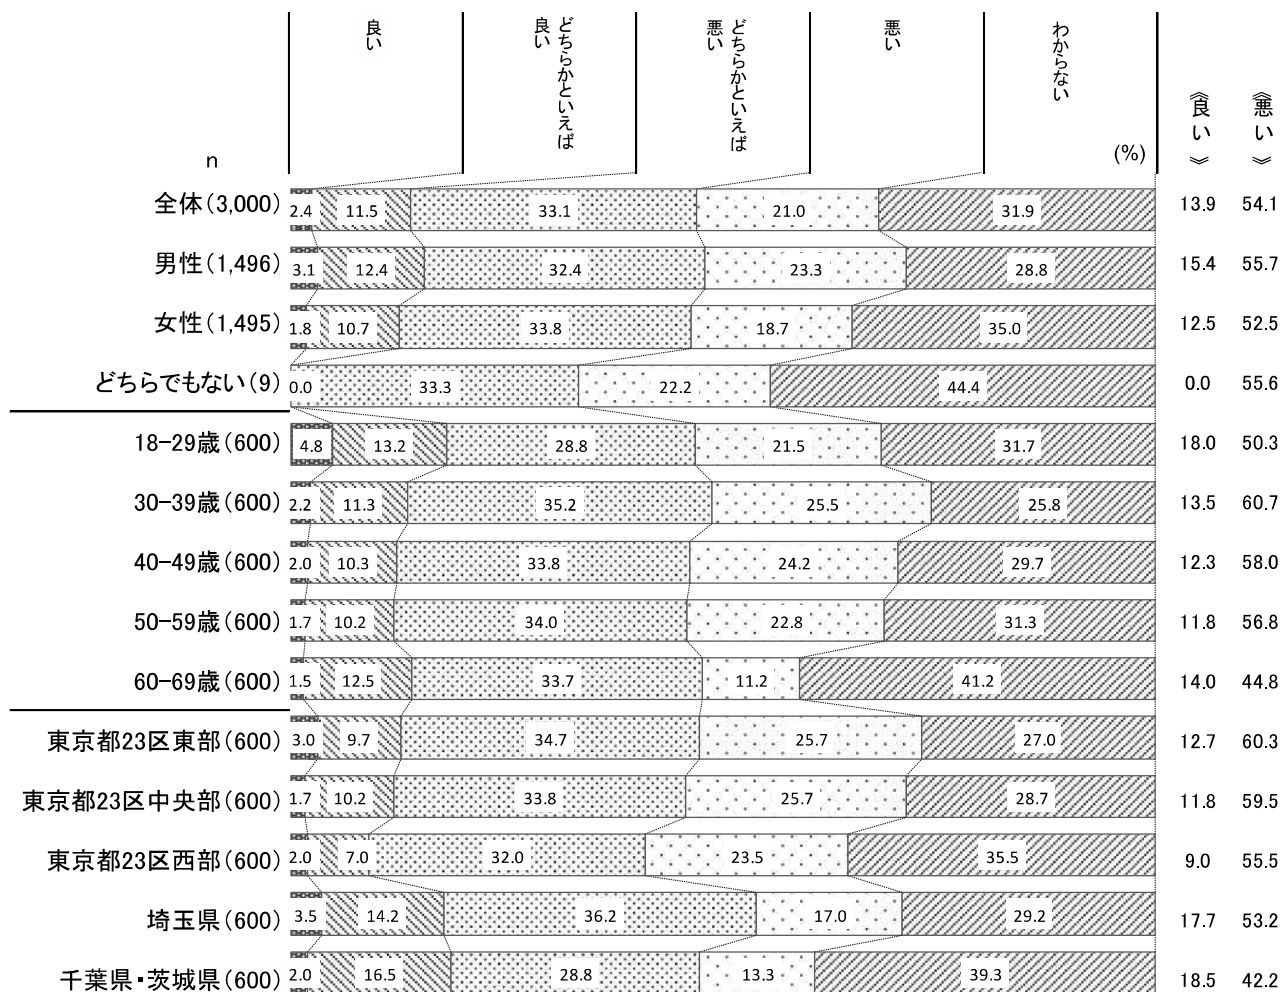 良い
どちらかといえば
良い
どちらかといえば
悪い
悪い
わからない
《良い》
《悪い》
n
(%)
全体(3,000) 2.4 11.5 33.1 21.0 31.9 13.9 54.1
男性(1,496) 3.1 12.4 32.4 23.3 28.8 15.4 55.7
女性(1,495) 1.8 10.7 33.8 18.7 35.0 12.5 52.5
どちらでもない(9) 0.0 33.3 22.2 44.4 0.0 55.6
18-29歳(600) 4.8 13.2 28.8 21.5 31.7 18.0 50.3
30-39歳(600) 2.2 11.3 35.2 25.5 25.8 13.5 60.7
40-49歳(600) 2.0 10.3 33.8 24.2 29.7 12.3 58.0
50-59歳(600) 1.7 10.2 34.0 22.8 31.3 11.8 56.8
60-69歳(600) 1.5 12.5 33.7 11.2 41.2 14.0 44.8
東京都23区東部(600) 3.0 9.7 34.7 25.7 27.0 12.7 60.3
東京都23区中央部(600) 1.7 10.2 33.8 25.7 28.7 11.8 59.5
東京都23区西部(600) 2.0 7.0 32.0 23.5 35.5 9.0 55.5
埼玉県(600) 3.5 14.2 36.2 17.0 29.2 17.7 53.2
千葉県・茨城県(600) 2.0 16.5 28.8 13.3 39.3 18.5 42.2